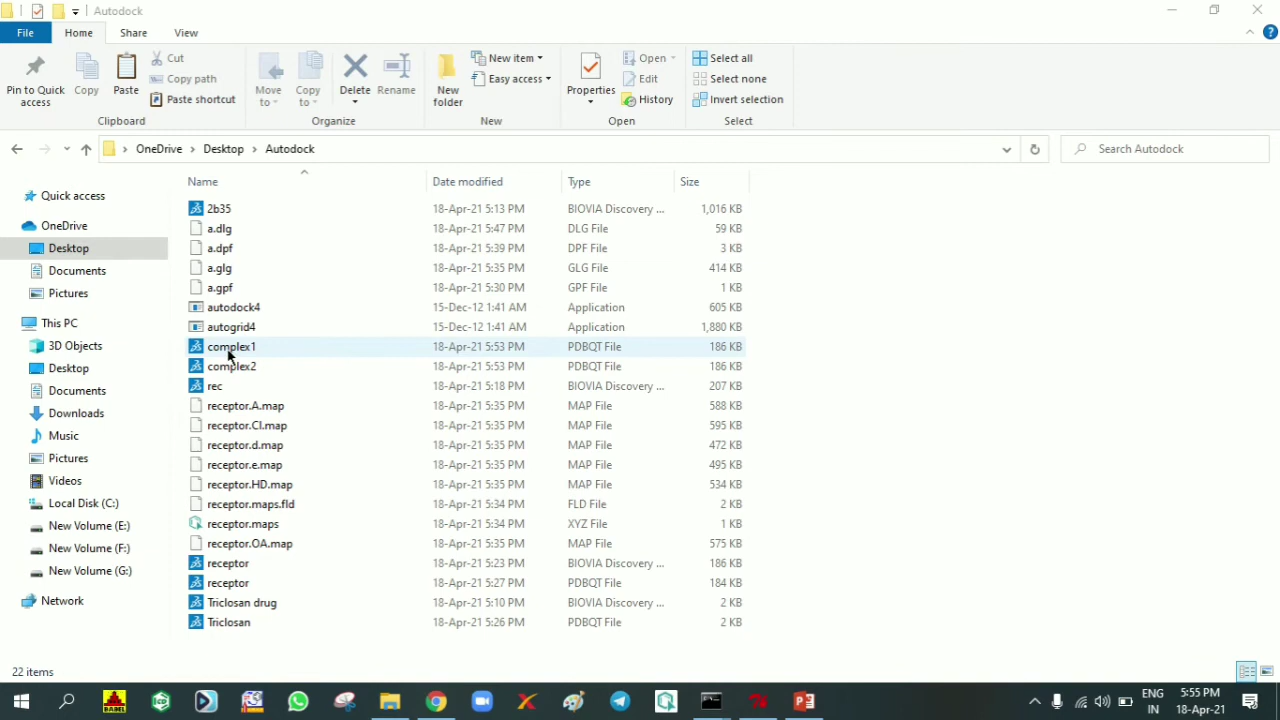 Autodock
File Home Share View
Pin to Quick access
Copy
Paste
Cut
Copy path
Paste shortcut
Clipboard
Move to
Copy to
Delete
Rename
Organize
New folder
New item
Easy access
New
Properties
Open
Edit
History
Open
Select all
Select none
Invert selection
Select
OneDrive Desktop Autodock
Search Autodock
Quick access
OneDrive
Desktop
Documents
Pictures
This PC
3D Objects
Desktop
Documents
Downloads
Music
Pictures
Videos
Local Disk (C:)
New Volume (E:)
New Volume (F:)
New Volume (G:)
Network
Name Date modified Type Size
2b35 18-Apr-21 5:13 PM BIOVIA Discovery ... 1,016 KB
a.dlg 18-Apr-21 5:47 PM DLG File 59 KB
a.dpf 18-Apr-21 5:39 PM DPF File 3 KB
a.glg 18-Apr-21 5:35 PM GLG File 414 KB
a.gpf 18-Apr-21 5:30 PM GPF File 1 KB
autodock4 15-Dec-12 1:41 AM Application 605 KB
autogrid4 15-Dec-12 1:41 AM Application 1,880 KB
complex1 18-Apr-21 5:53 PM PDBQT File 186 KB
complex2 18-Apr-21 5:53 PM PDBQT File 186 KB
rec 18-Apr-21 5:18 PM BIOVIA Discovery ... 207 KB
receptor.A.map 18-Apr-21 5:35 PM MAP File 588 KB
receptor.Cl.map 18-Apr-21 5:35 PM MAP File 595 KB
receptor.d.map 18-Apr-21 5:35 PM MAP File 472 KB
receptor.e.map 18-Apr-21 5:35 PM MAP File 495 KB
receptor.HD.map 18-Apr-21 5:35 PM MAP File 534 KB
receptor.maps.fld 18-Apr-21 5:34 PM FLD File 2 KB
receptor.maps 18-Apr-21 5:34 PM XYZ File 1 KB
receptor.OA.map 18-Apr-21 5:35 PM MAP File 575 KB
receptor 18-Apr-21 5:23 PM BIOVIA Discovery ... 186 KB
receptor 18-Apr-21 5:27 PM PDBQT File 184 KB
Triclosan drug 18-Apr-21 5:10 PM BIOVIA Discovery ... 2 KB
Triclosan 18-Apr-21 5:26 PM PDBQT File 2 KB
22 items
BABEL
ENG
IN
5:55 PM
18-Apr-21